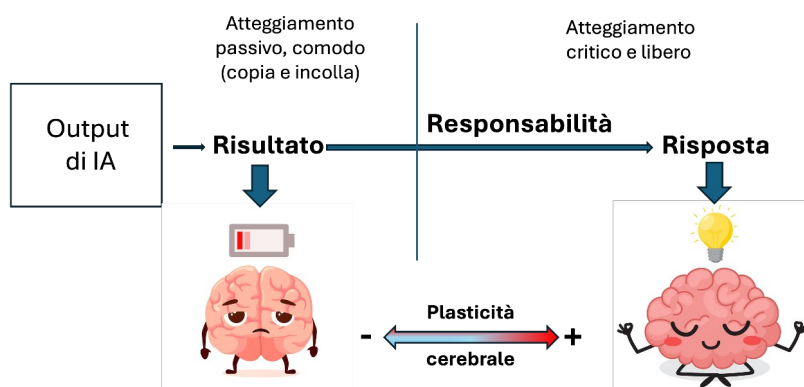 Atteggiamento
passivo, comodo
(copia e incolla)
Atteggiamento
critico e libero
Output
di IA
Risultato
Responsabilità
Risposta
Plasticità
- +
cerebrale